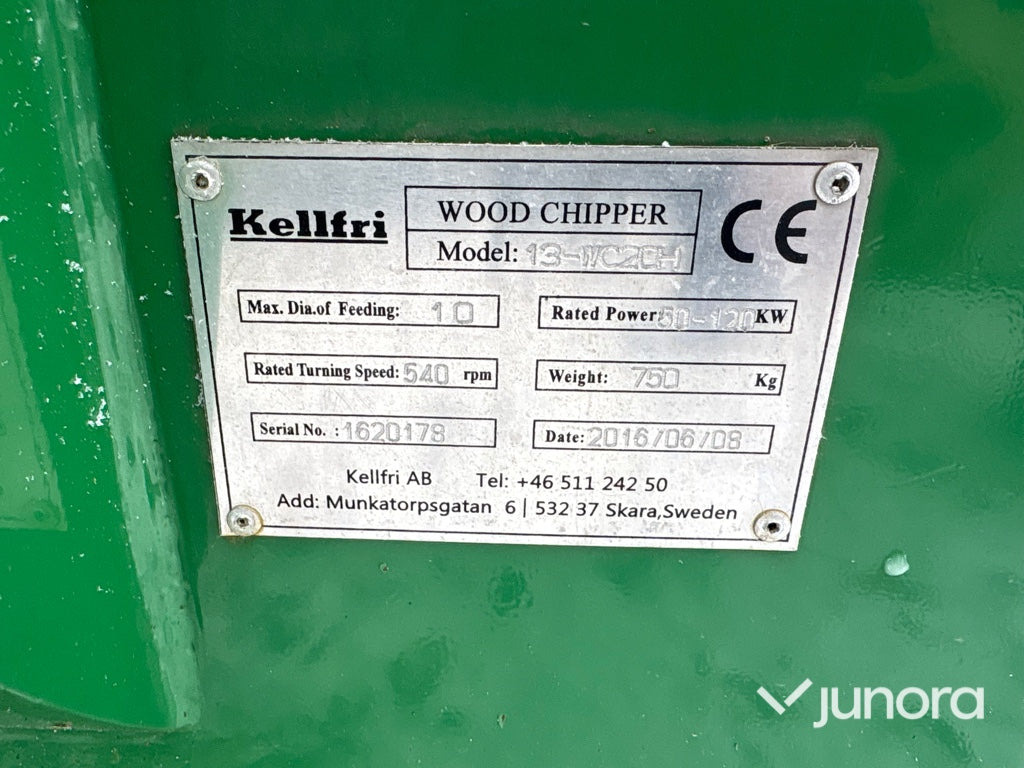 Kellfri
WOOD CHIPPER
Model: 13-WC2CH
CE
Max. Dia.of Feeding: 10
Rated Power: 50-120 KW
Rated Turning Speed: 540 rpm
Weight: 750 Kg
Serial No. : 1620178
Date: 2016/06/08
Kellfri AB Tel: +46 511 242 50
Add: Munkatorpsgatan 6 | 532 37 Skara,Sweden
junora